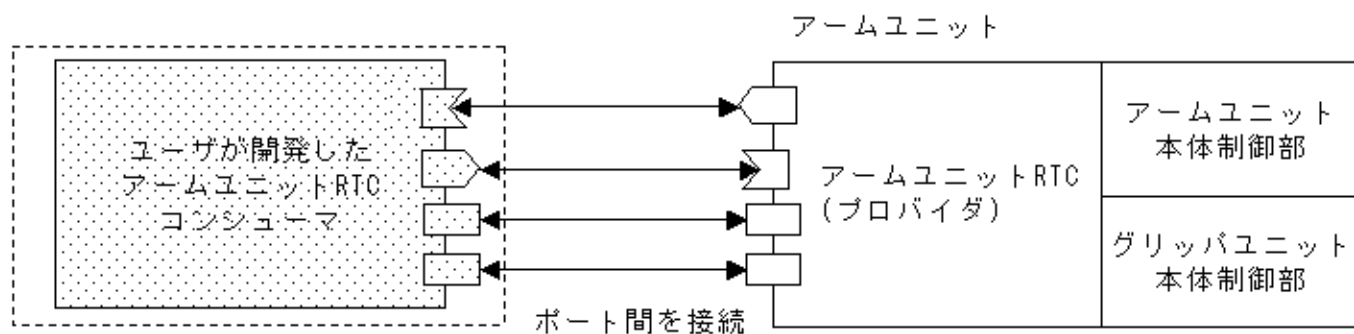 アームユニット
ユーザが開発した
アームユニットRTC
コンシューマ
アームユニットRTC
(プロバイダ)
アームユニット
本体制御部
グリッパユニット
本体制御部
ポート間を接続